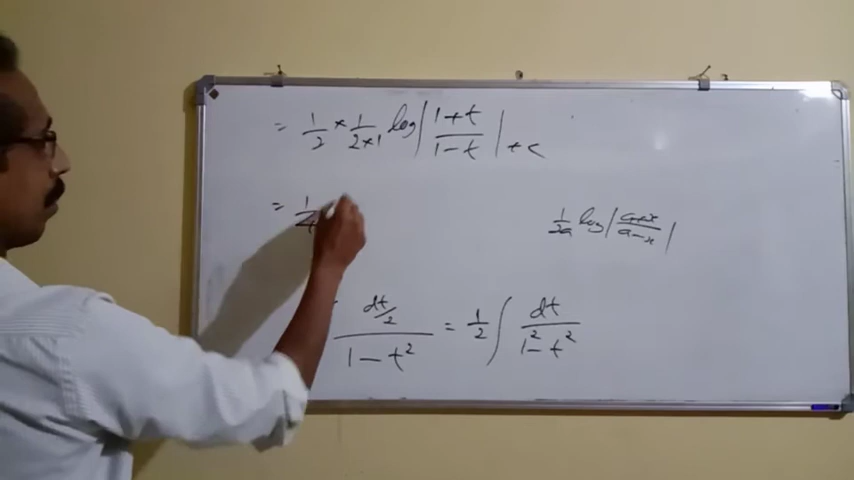 = 1/2 * 1/2*1 log |1+t/1-t| + c
= 1/4
1/2a log |a+x/a-x|
dt/2 / 1-t² = 1/2 ∫ dt / 1²-t²